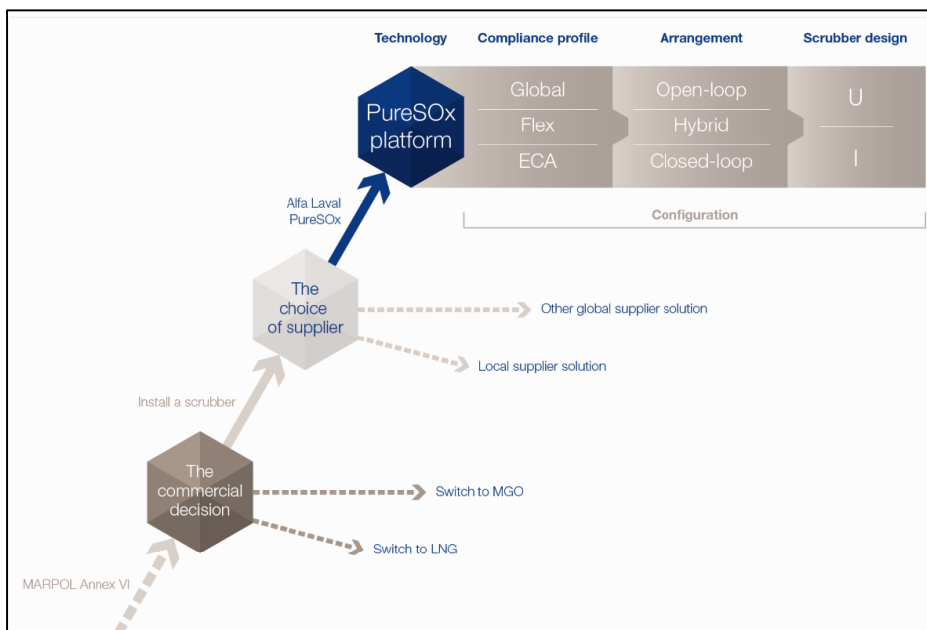 Technology
Compliance profile
Arrangement
Scrubber design
PureSOx
platform
Global
Flex
ECA
Open-loop
Hybrid
Closed-loop
U
I
Configuration
Alfa Laval
PureSOx
The
choice
of supplier
Other global supplier solution
Local supplier solution
Install a scrubber
The
commercial
decision
Switch to MGO
Switch to LNG
MARPOL Annex VI